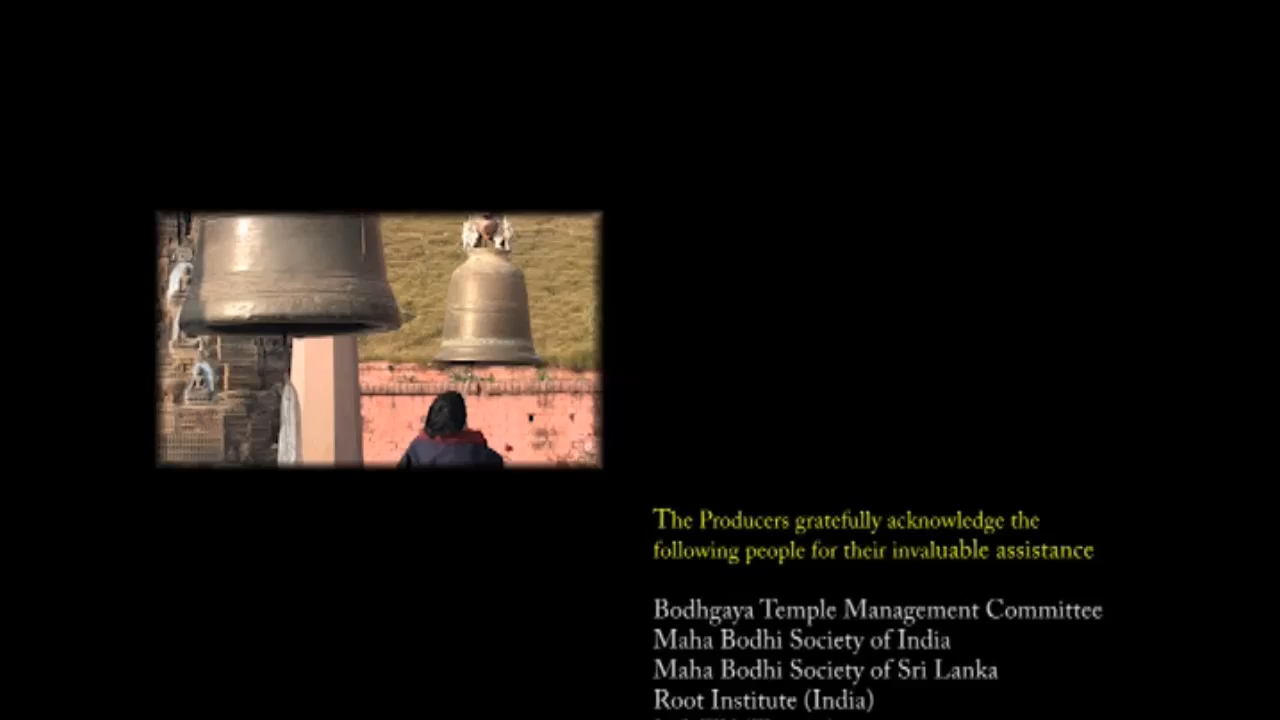 The Producers gratefully acknowledge the
following people for their invaluable assistance
Bodhgaya Temple Management Committee
Maha Bodhi Society of India
Maha Bodhi Society of Sri Lanka
Root Institute (India)